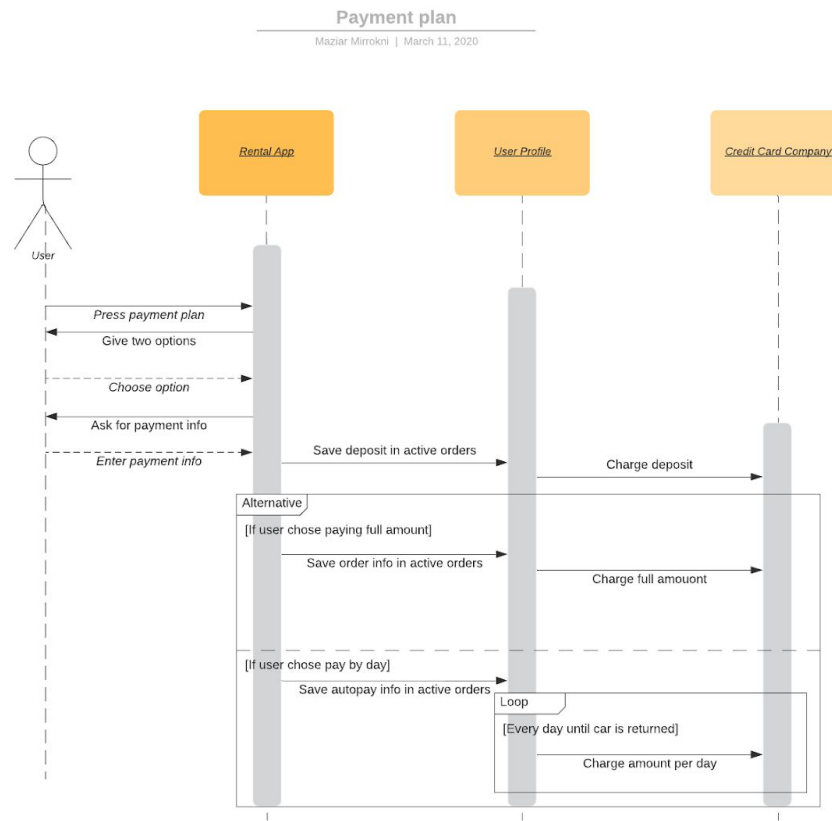 Payment plan
Maziar Mirrokni | March 11, 2020
Rental App
User Profile
Credit Card Company
User
Press payment plan
Give two options
Choose option
Ask for payment info
Enter payment info
Save deposit in active orders
Charge deposit
Alternative
[If user chose paying full amount]
Save order info in active orders
Charge full amouont
[If user chose pay by day]
Save autopay info in active orders
Loop
[Every day until car is returned]
Charge amount per day